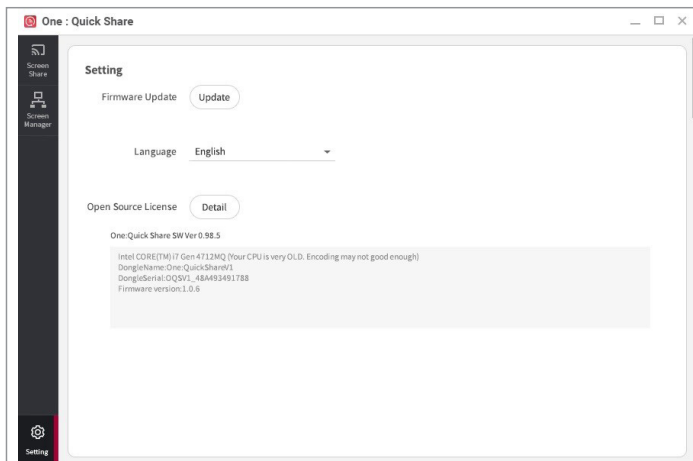 One : Quick Share
Screen
Share
Screen
Manager
Setting
Firmware Update Update
Language English
Open Source License Detail
One:Quick Share SW Ver 0.98.5
Intel CORE(TM) i7 Gen 4712MQ (Your CPU is very OLD. Encoding may not good enough)
DongleName:One:QuickShareV1
DongleSerial:OQSV1_48A493491788
Firmware version:1.0.6
Setting